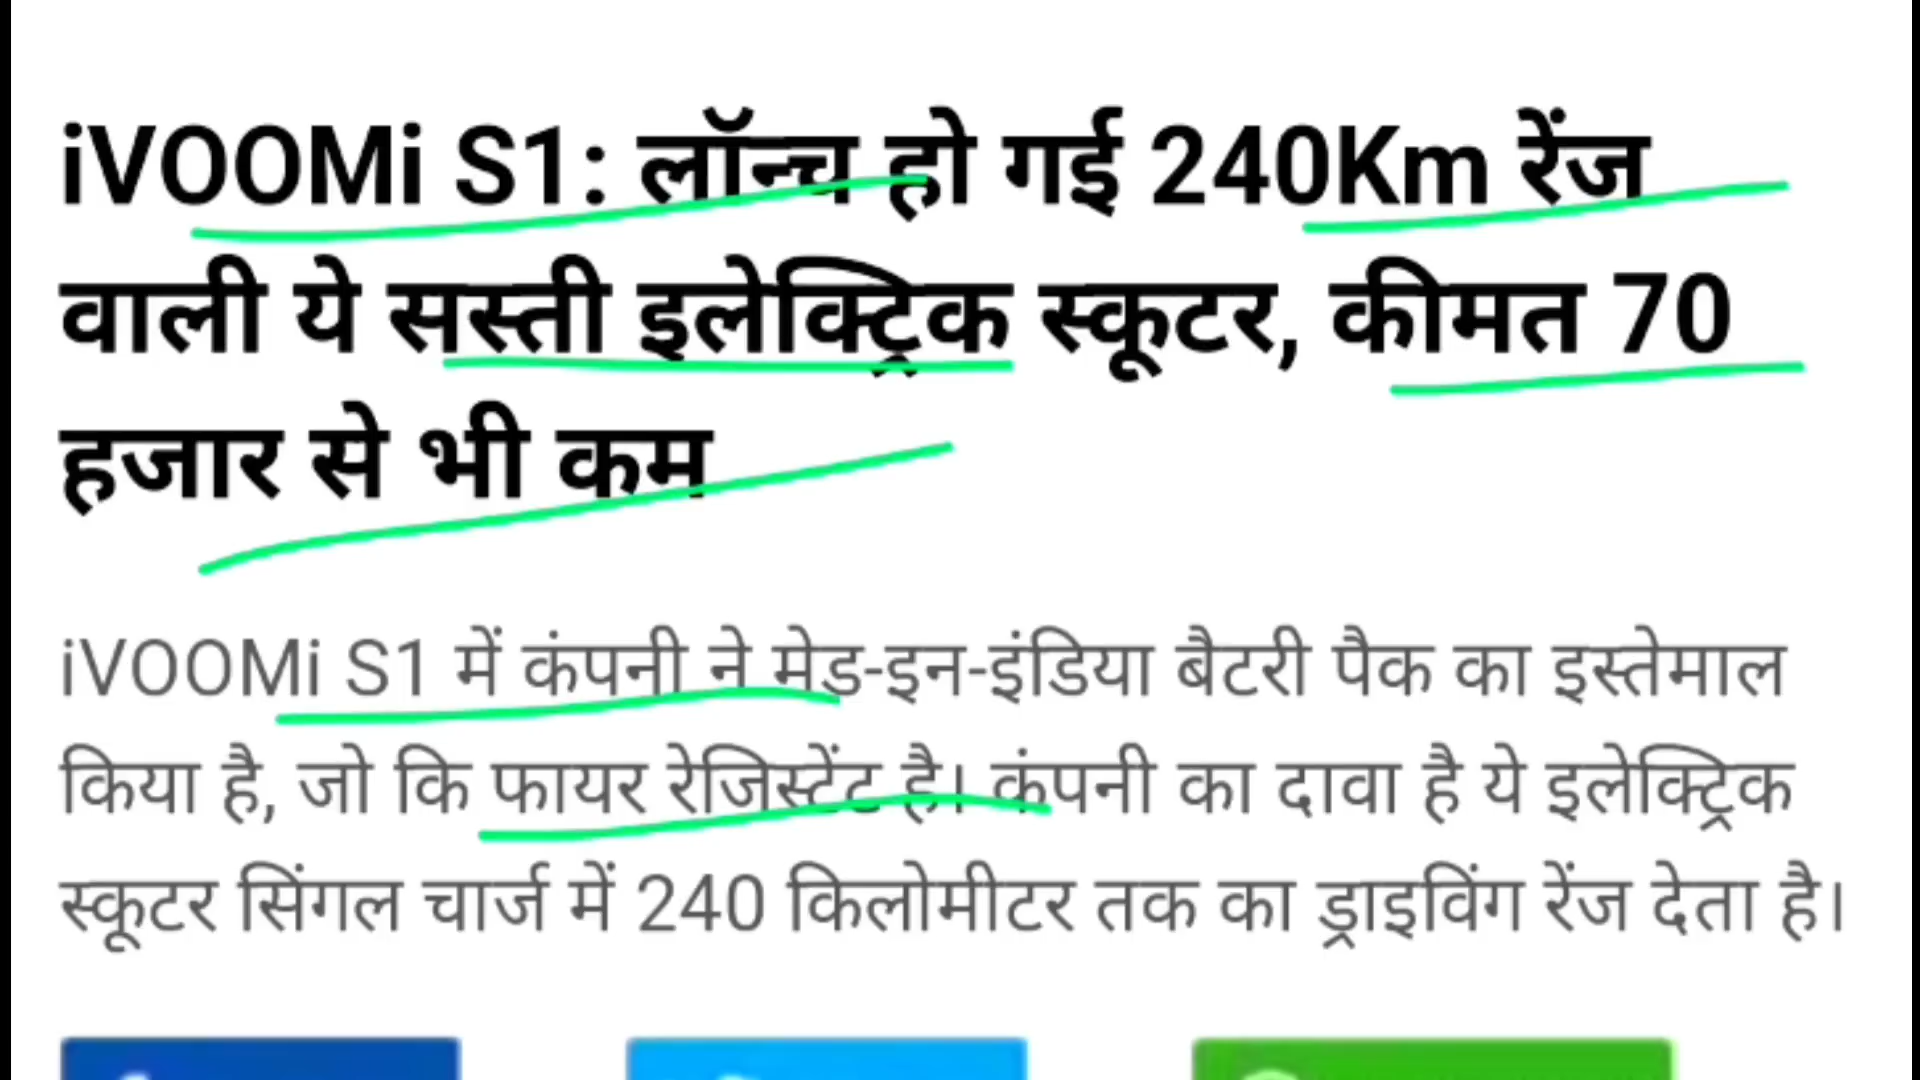 iVOOMi S1: लॉन्च हो गई 240Km रेंज
वाली ये सस्ती इलेक्ट्रिक स्कूटर, कीमत 70
हजार से भी कम
iVOOMi S1 में कंपनी ने मेड-इन-इंडिया बैटरी पैक का इस्तेमाल
किया है, जो कि फायर रेजिस्टेंट है। कंपनी का दावा है ये इलेक्ट्रिक
स्कूटर सिंगल चार्ज में 240 किलोमीटर तक का ड्राइविंग रेंज देता है।